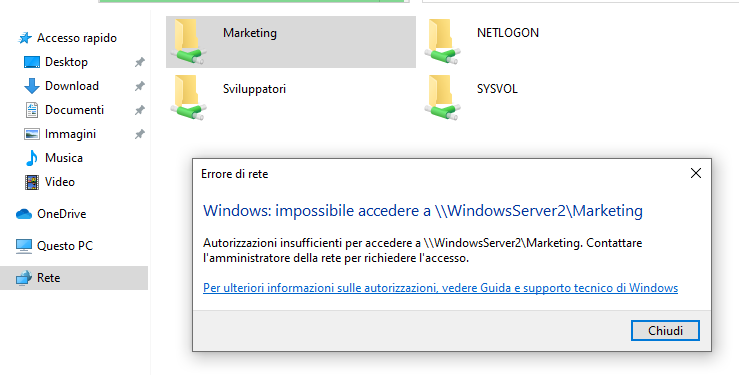 Accesso rapido
Desktop
Download
Documenti
Immagini
Musica
Video
OneDrive
Questo PC
Rete
Marketing
NETLOGON
Sviluppatori
SYSVOL
Errore di rete
Windows: impossibile accedere a \\WindowsServer2\Marketing
Autorizzazioni insufficienti per accedere a \\WindowsServer2\Marketing. Contattare
l'amministratore della rete per richiedere l'accesso.
Per ulteriori informazioni sulle autorizzazioni, vedere Guida e supporto tecnico di Windows
Chiudi